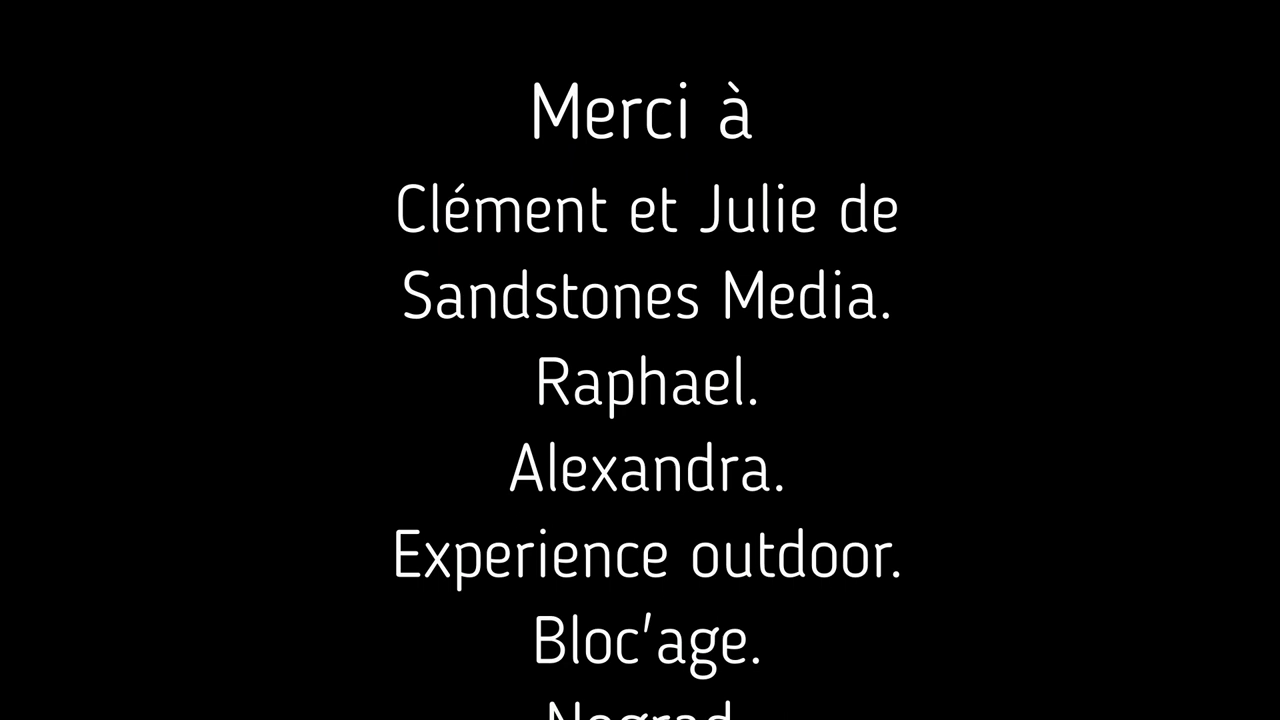 Merci à
Clément et Julie de
Sandstones Media.
Raphael.
Alexandra.
Experience outdoor.
Bloc'age.